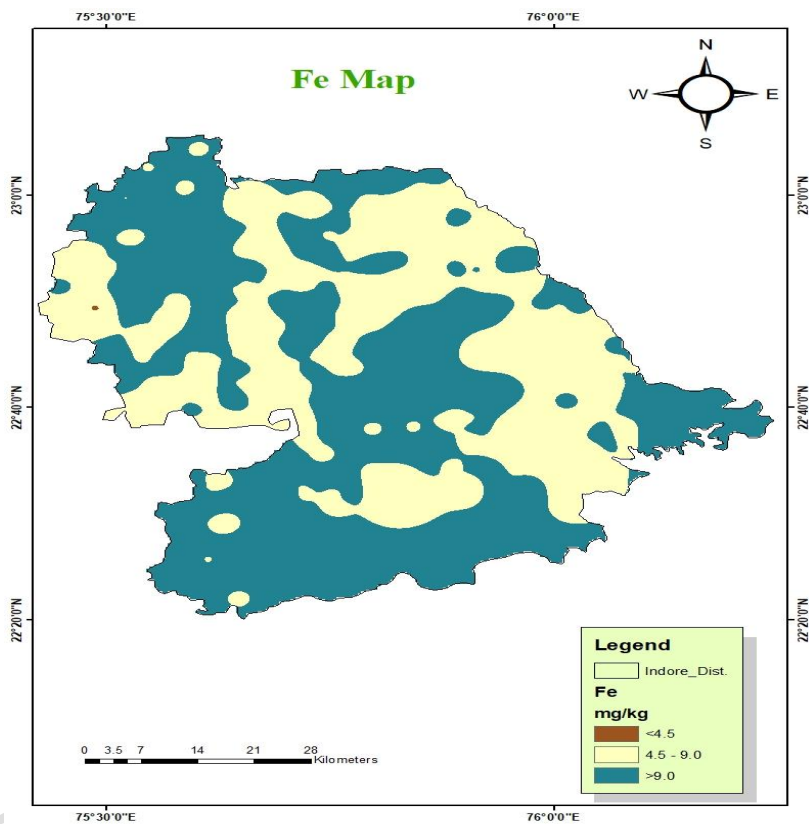 75°30'0"E 76°0'0"E
Fe Map
N
W E
S
23°0'0"N 23°0'0"N
22°40'0"N 22°40'0"N
22°20'0"N 22°20'0"N
Legend
Indore_Dist.
Fe
mg/kg
<4.5
4.5 - 9.0
>9.0
0 3.5 7 14 21 28
Kilometers
75°30'0"E 76°0'0"E